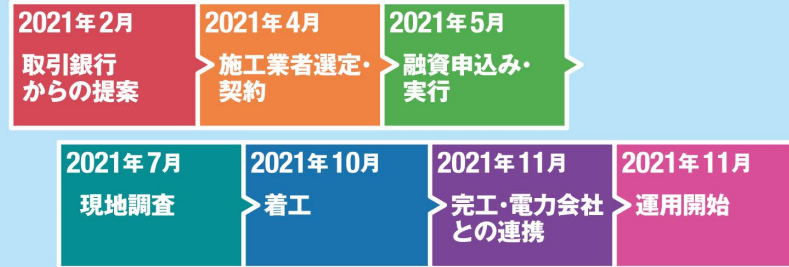 2021年2月
取引銀行
からの提案
2021年4月
施工業者選定・
契約
2021年5月
融資申込み・
実行
2021年7月
現地調査
2021年10月
着工
2021年11月
完工・電力会社
との連携
2021年11月
運用開始